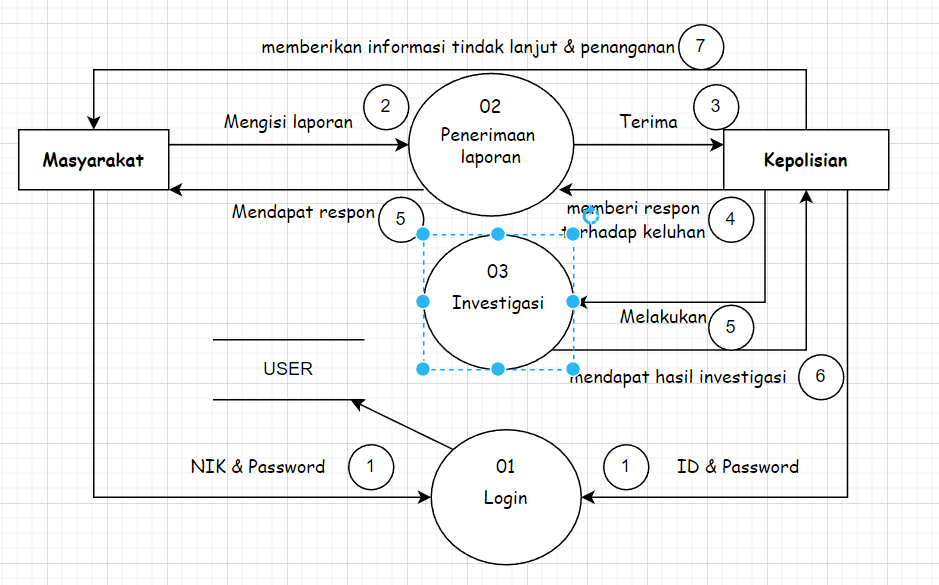 memberikan informasi tindak lanjut & penanganan
7
2
02
3
Mengisi laporan
Penerimaan
laporan
Terima
Masyarakat
Kepolisian
Mendapat respon
5
memberi respon
terhadap keluhan
4
03
Investigasi
Melakukan
5
USER
mendapat hasil investigasi
6
NIK & Password
1
01
Login
1
ID & Password